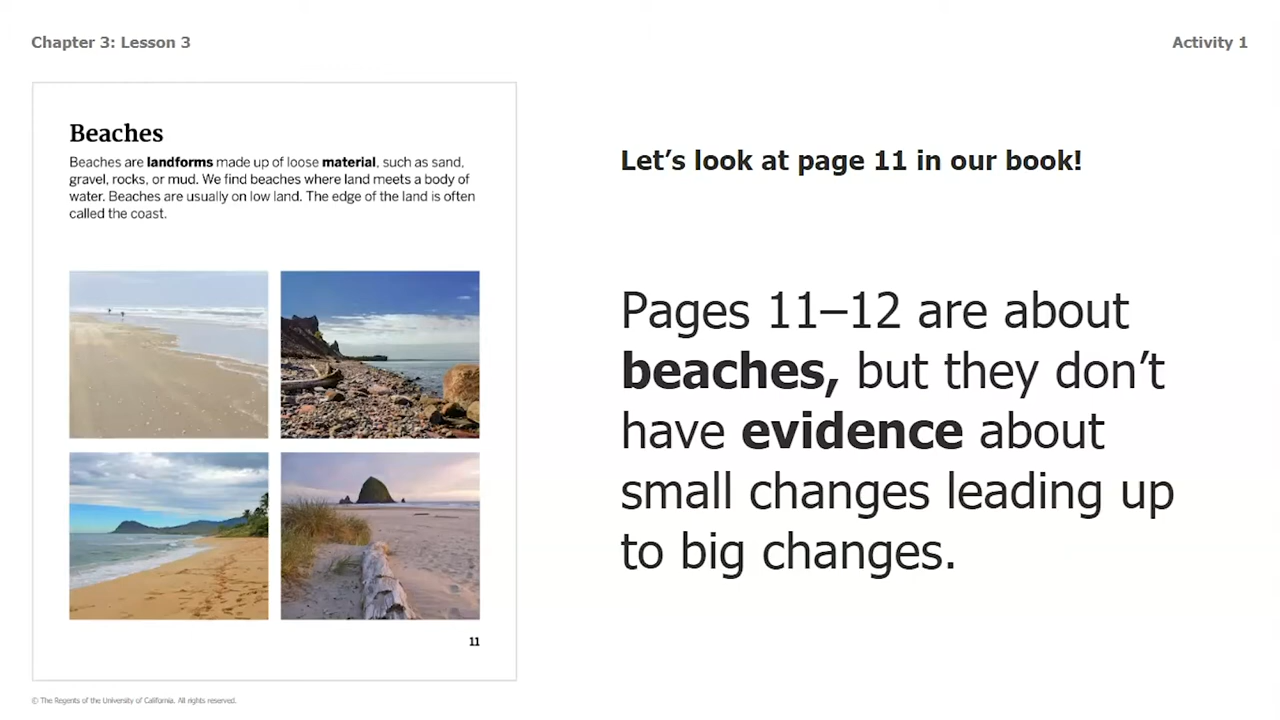 Chapter 3: Lesson 3
Activity 1
Beaches
Beaches are landforms made up of loose material, such as sand,
gravel, rocks, or mud. We find beaches where land meets a body of
water. Beaches are usually on low land. The edge of the land is often
called the coast.
11
Let’s look at page 11 in our book!
Pages 11–12 are about
beaches, but they don’t
have evidence about
small changes leading up
to big changes.
© The Regents of the University of California. All rights reserved.